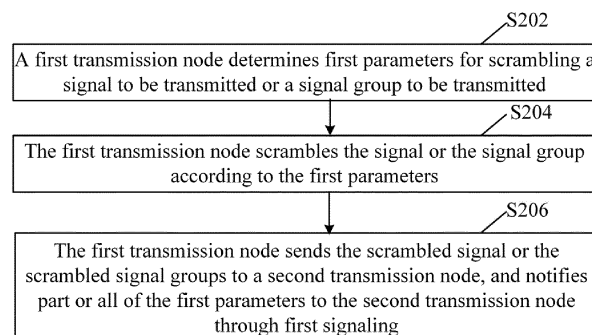 S202
A first transmission node determines first parameters for scrambling a
signal to be transmitted or a signal group to be transmitted
S204
The first transmission node scrambles the signal or the signal group
according to the first parameters
S206
The first transmission node sends the scrambled signal or the
scrambled signal groups to a second transmission node, and notifies
part or all of the first parameters to the second transmission node
through first signaling